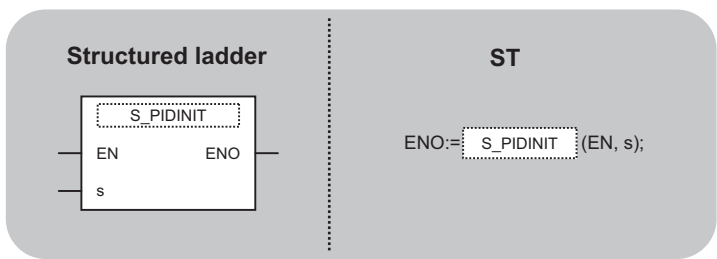 Structured ladder
S_PIDINIT
EN ENO
s
ST
ENO:= S_PIDINIT (EN, s);